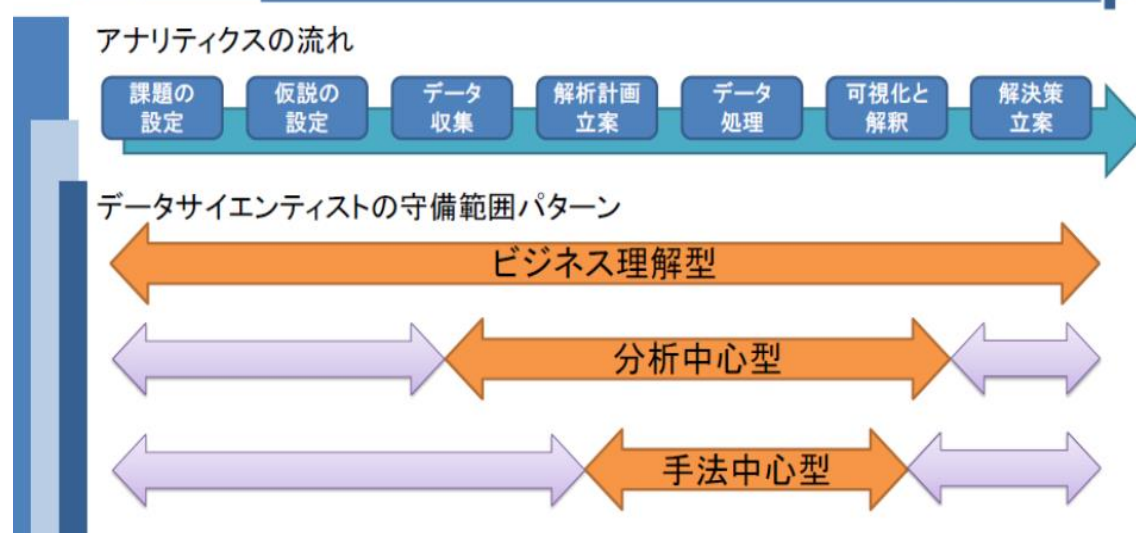 アナリティクスの流れ
課題の
設定
仮説の
設定
データ
収集
解析計画
立案
データ
処理
可視化と
解釈
解決策
立案
データサイエンティストの守備範囲パターン
ビジネス理解型
分析中心型
手法中心型